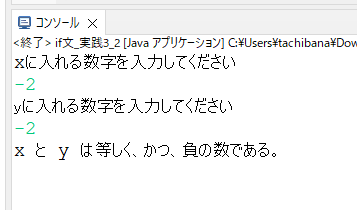 コンソール
<終了> if文_実践3_2 [Java アプリケーション] C:¥Users¥tachibana¥Dow
xに入れる数字を入力してください
-2
yに入れる数字を入力してください
-2
x と y は等しく、かつ、負の数である。